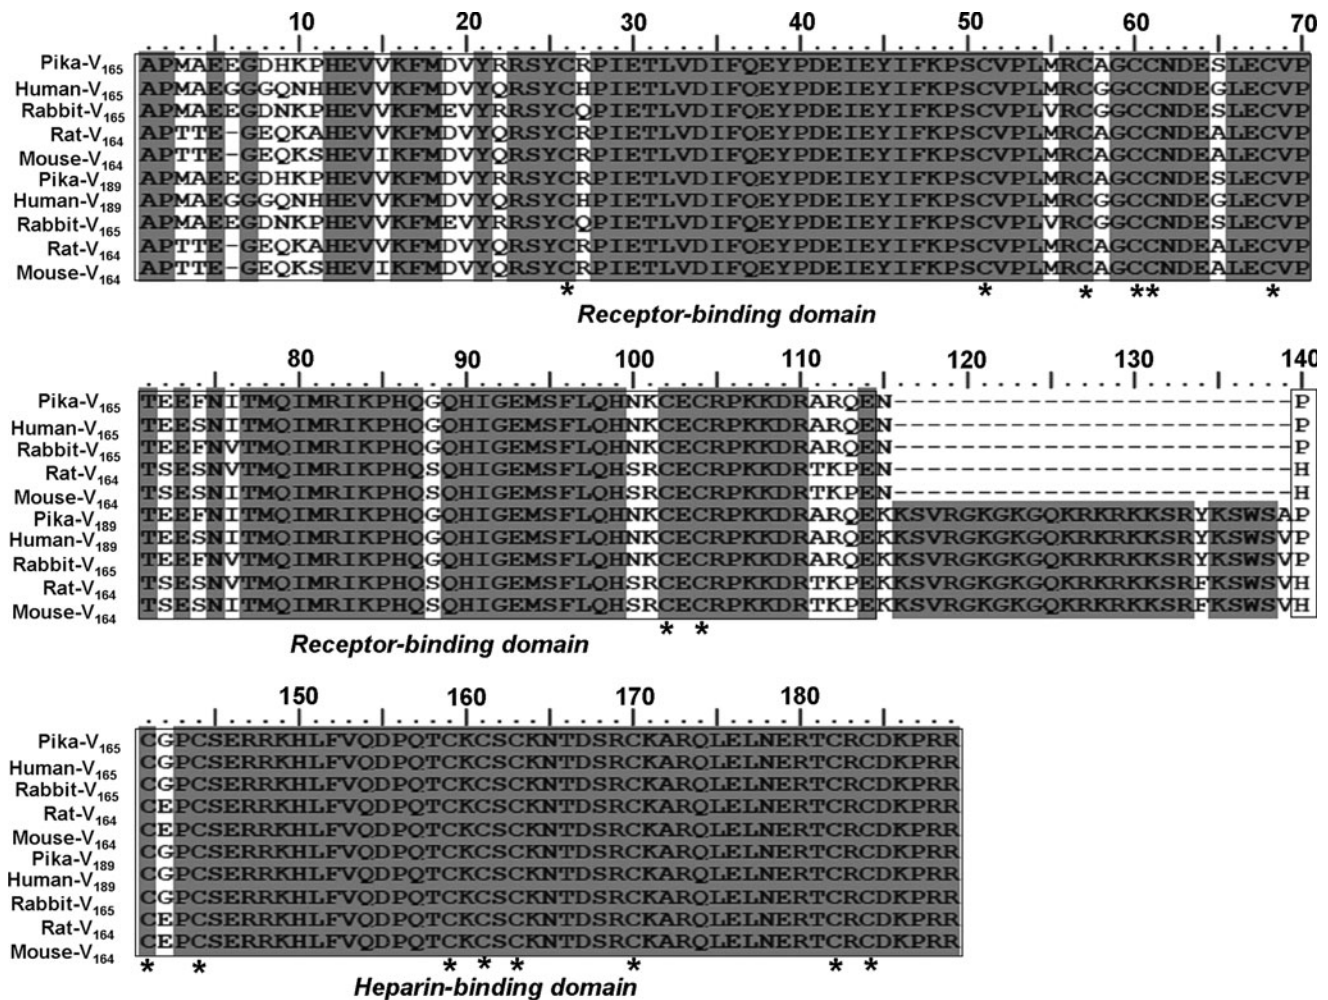 10 20 30 40 50 60 70
Pika-V165 APMAEEGDHKPHEVVKFMDVYRRSYCRPIETLVDIFQEYPDEIEYIFKPSCVPLMRCAGCCNDESLECVP
Human-V165 APMAEGGGQNHHEVVKFMDVYQRSYCHPIETLVDIFQEYPDEIEYIFKPSCVPLMRCGGCCNDEGLECVP
Rabbit-V165 APMAEEGDNKPHEVVKFMEVYRRSYCQPIETLVDIFQEYPDEIEYIFKPSCVPLVRCGGCCNDESLECVP
Rat-V164 APTTE-GEQKAHEVVKFMDVYQRSYCRPIETLVDIFQEYPDEIEYIFKPSCVPLMRCAGCCNDEALECVP
Mouse-V164 APTTE-GEQKSHEVIKFMDVYQRSYCRPIETLVDIFQEYPDEIEYIFKPSCVPLMRCAGCCNDEALECVP
Pika-V189 APMAEEGDHKPHEVVKFMDVYRRSYCRPIETLVDIFQEYPDEIEYIFKPSCVPLMRCAGCCNDESLECVP
Human-V189 APMAEGGGQNHHEVVKFMDVYQRSYCHPIETLVDIFQEYPDEIEYIFKPSCVPLMRCGGCCNDEGLECVP
Rabbit-V165 APMAEEGDNKPHEVVKFMEVYRRSYCQPIETLVDIFQEYPDEIEYIFKPSCVPLVRCGGCCNDESLECVP
Rat-V164 APTTE-GEQKAHEVVKFMDVYQRSYCRPIETLVDIFQEYPDEIEYIFKPSCVPLMRCAGCCNDEALECVP
Mouse-V164 APTTE-GEQKSHEVIKFMDVYQRSYCRPIETLVDIFQEYPDEIEYIFKPSCVPLMRCAGCCNDEALECVP
* * * ** *
Receptor-binding domain
80 90 100 110 120 130 140
Pika-V165 TEEFNITMQIMRIKPHQGQHIGEMSFLQHNKCECRPKKDRARQEN------------------------P
Human-V165 TEESNITMQIMRIKPHQGQHIGEMSFLQHNKCECRPKKDRARQEN------------------------P
Rabbit-V165 TEEFNVTMQIMRIKPHQGQHIGEMSFLQHNKCECRPKKDRARQEN------------------------P
Rat-V164 TSESNVTMQIMRIKPHQSQHIGEMSFLQHSRCECRPKKDRTKPEN------------------------H
Mouse-V164 TSESNITMQIMRIKPHQSQHIGEMSFLQHSRCECRPKKDRTKPEN------------------------H
Pika-V189 TEEFNITMQIMRIKPHQGQHIGEMSFLQHNKCECRPKKDRARQEKKSVRGKGKGQKRKRKKSRYKSWSAP
Human-V189 TEESNITMQIMRIKPHQGQHIGEMSFLQHNKCECRPKKDRARQEKKSVRGKGKGQKRKRKKSRYKSWSVP
Rabbit-V165 TEEFNVTMQIMRIKPHQGQHIGEMSFLQHNKCECRPKKDRARQEKKSVRGKGKGQKRKRKKSRYKSWSVP
Rat-V164 TSESNVTMQIMRIKPHQSQHIGEMSFLQHSRCECRPKKDRTKPEKKSVRGKGKGQKRKRKKSRFKSWSVH
Mouse-V164 TSESNITMQIMRIKPHQSQHIGEMSFLQHSRCECRPKKDRTKPEKKSVRGKGKGQKRKRKKSRFKSWSVH
* *
Receptor-binding domain
150 160 170 180
Pika-V165 CGPCSERRKHLFVQDPQTCKCSCKNTDSRCKARQLELNERTCRCDKPRR
Human-V165 CGPCSERRKHLFVQDPQTCKCSCKNTDSRCKARQLELNERTCRCDKPRR
Rabbit-V165 CGPCSERRKHLFVQDPQTCKCSCKNTDSRCKARQLELNERTCRCDKPRR
Rat-V164 CEPCSERRKHLFVQDPQTCKCSCKNTDSRCKARQLELNERTCRCDKPRR
Mouse-V164 CEPCSERRKHLFVQDPQTCKCSCKNTDSRCKARQLELNERTCRCDKPRR
Pika-V189 CGPCSERRKHLFVQDPQTCKCSCKNTDSRCKARQLELNERTCRCDKPRR
Human-V189 CGPCSERRKHLFVQDPQTCKCSCKNTDSRCKARQLELNERTCRCDKPRR
Rabbit-V165 CGPCSERRKHLFVQDPQTCKCSCKNTDSRCKARQLELNERTCRCDKPRR
Rat-V164 CEPCSERRKHLFVQDPQTCKCSCKNTDSRCKARQLELNERTCRCDKPRR
Mouse-V164 CEPCSERRKHLFVQDPQTCKCSCKNTDSRCKARQLELNERTCRCDKPRR
* * * * * * * *
Heparin-binding domain